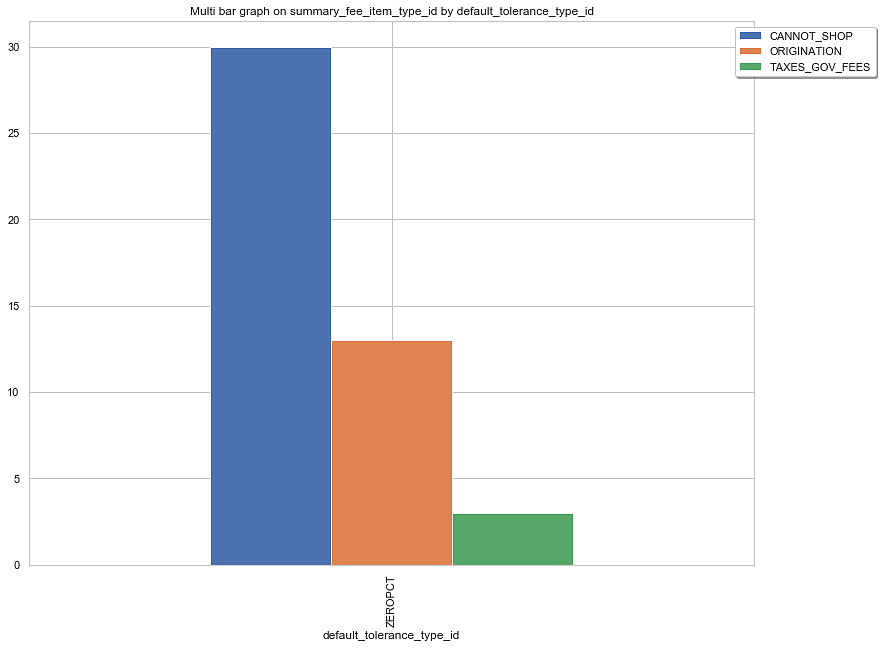 Multi bar graph on summary_fee_item_type_id by default_tolerance_type_id
CANNOT_SHOP
ORIGINATION
TAXES_GOV_FEES
30
25
20
15
10
5
0
ZEROPCT
default_tolerance_type_id